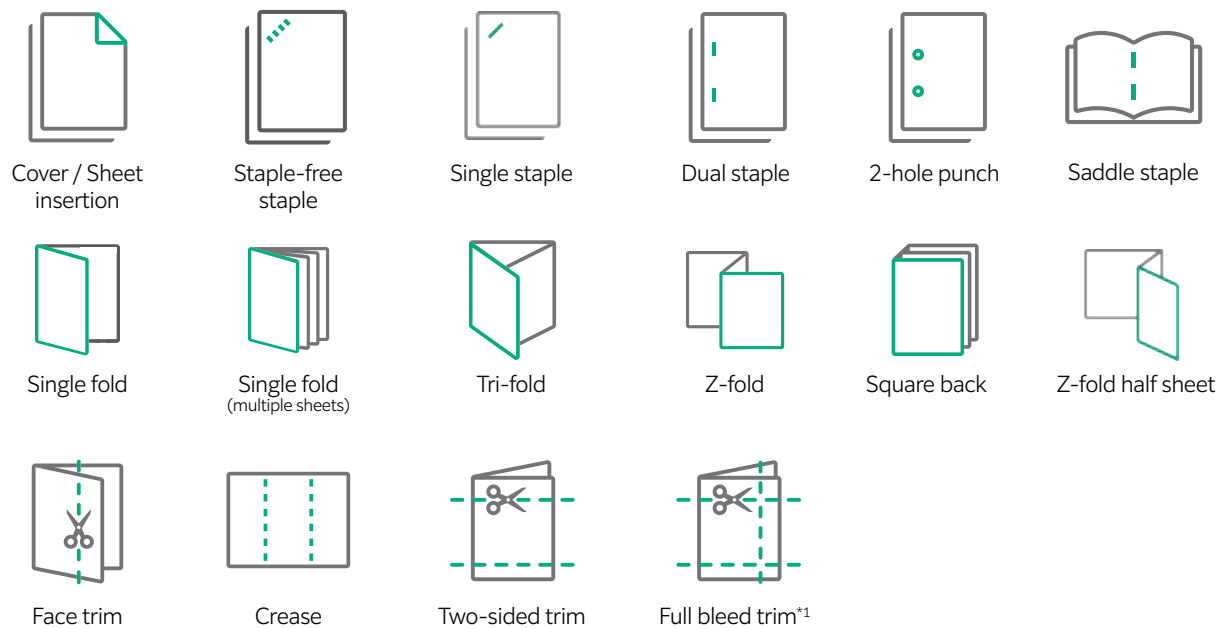 Cover / Sheet
insertion
Staple-free
staple
Single staple
Dual staple
2-hole punch
Saddle staple
Single fold
Single fold
(multiple sheets)
Tri-fold
Z-fold
Square back
Z-fold half sheet
Face trim
Crease
Two-sided trim
Full bleed trim*1